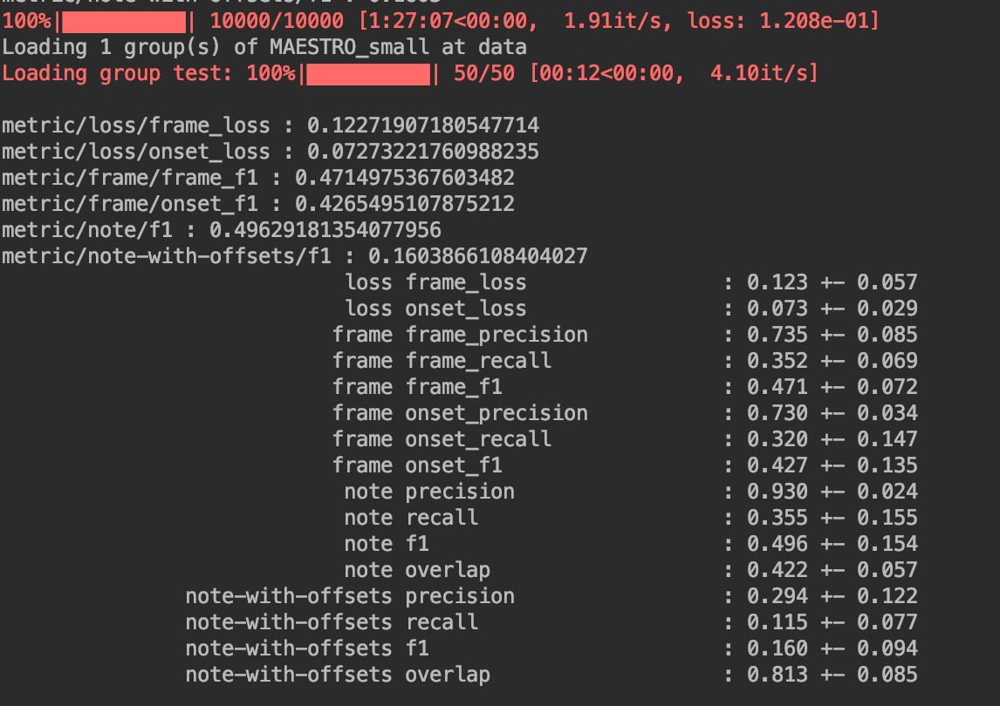 100%|██████████| 10000/10000 [1:27:07<00:00,  1.91it/s, loss: 1.208e-01]
Loading 1 group(s) of MAESTRO_small at data
Loading group test: 100%|██████████| 50/50 [00:12<00:00,  4.10it/s]
metric/loss/frame_loss : 0.12271907180547714
metric/loss/onset_loss : 0.07273221760988235
metric/frame/frame_f1 : 0.4714975367603482
metric/frame/onset_f1 : 0.4265495107875212
metric/note/f1 : 0.49629181354077956
metric/note-with-offsets/f1 : 0.1603866108404027
loss frame_loss : 0.123 +- 0.057
loss onset_loss : 0.073 +- 0.029
frame frame_precision : 0.735 +- 0.085
frame frame_recall : 0.352 +- 0.069
frame frame_f1 : 0.471 +- 0.072
frame onset_precision : 0.730 +- 0.034
frame onset_recall : 0.320 +- 0.147
frame onset_f1 : 0.427 +- 0.135
note precision : 0.930 +- 0.024
note recall : 0.355 +- 0.155
note f1 : 0.496 +- 0.154
note overlap : 0.422 +- 0.057
note-with-offsets precision : 0.294 +- 0.122
note-with-offsets recall : 0.115 +- 0.077
note-with-offsets f1 : 0.160 +- 0.094
note-with-offsets overlap : 0.813 +- 0.085